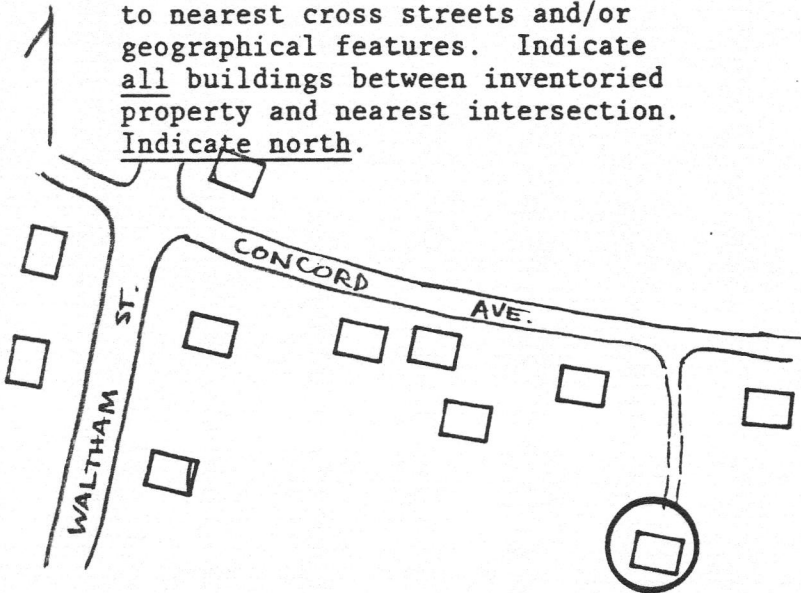 to nearest cross streets and/or
geographical features. Indicate
all buildings between inventoried
property and nearest intersection.
Indicate north.
CONCORD AVE.
WALTHAM ST.